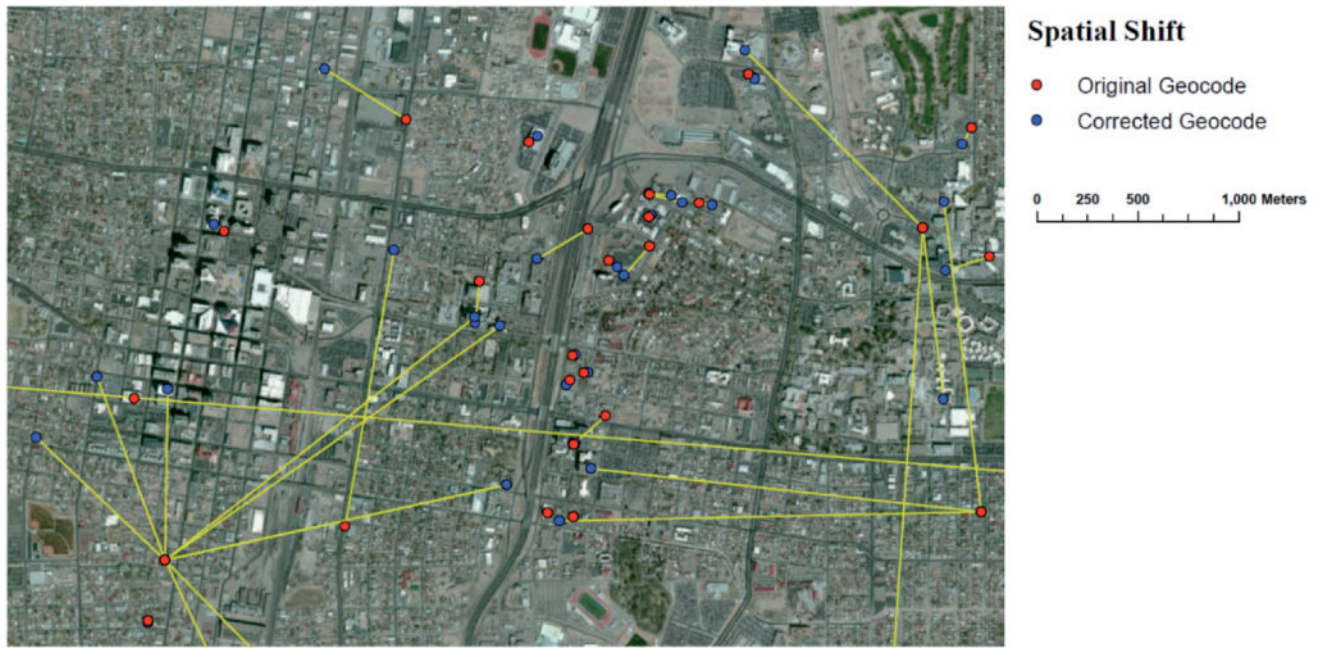 Spatial Shift
Original Geocode
Corrected Geocode
0 250 500 1,000 Meters